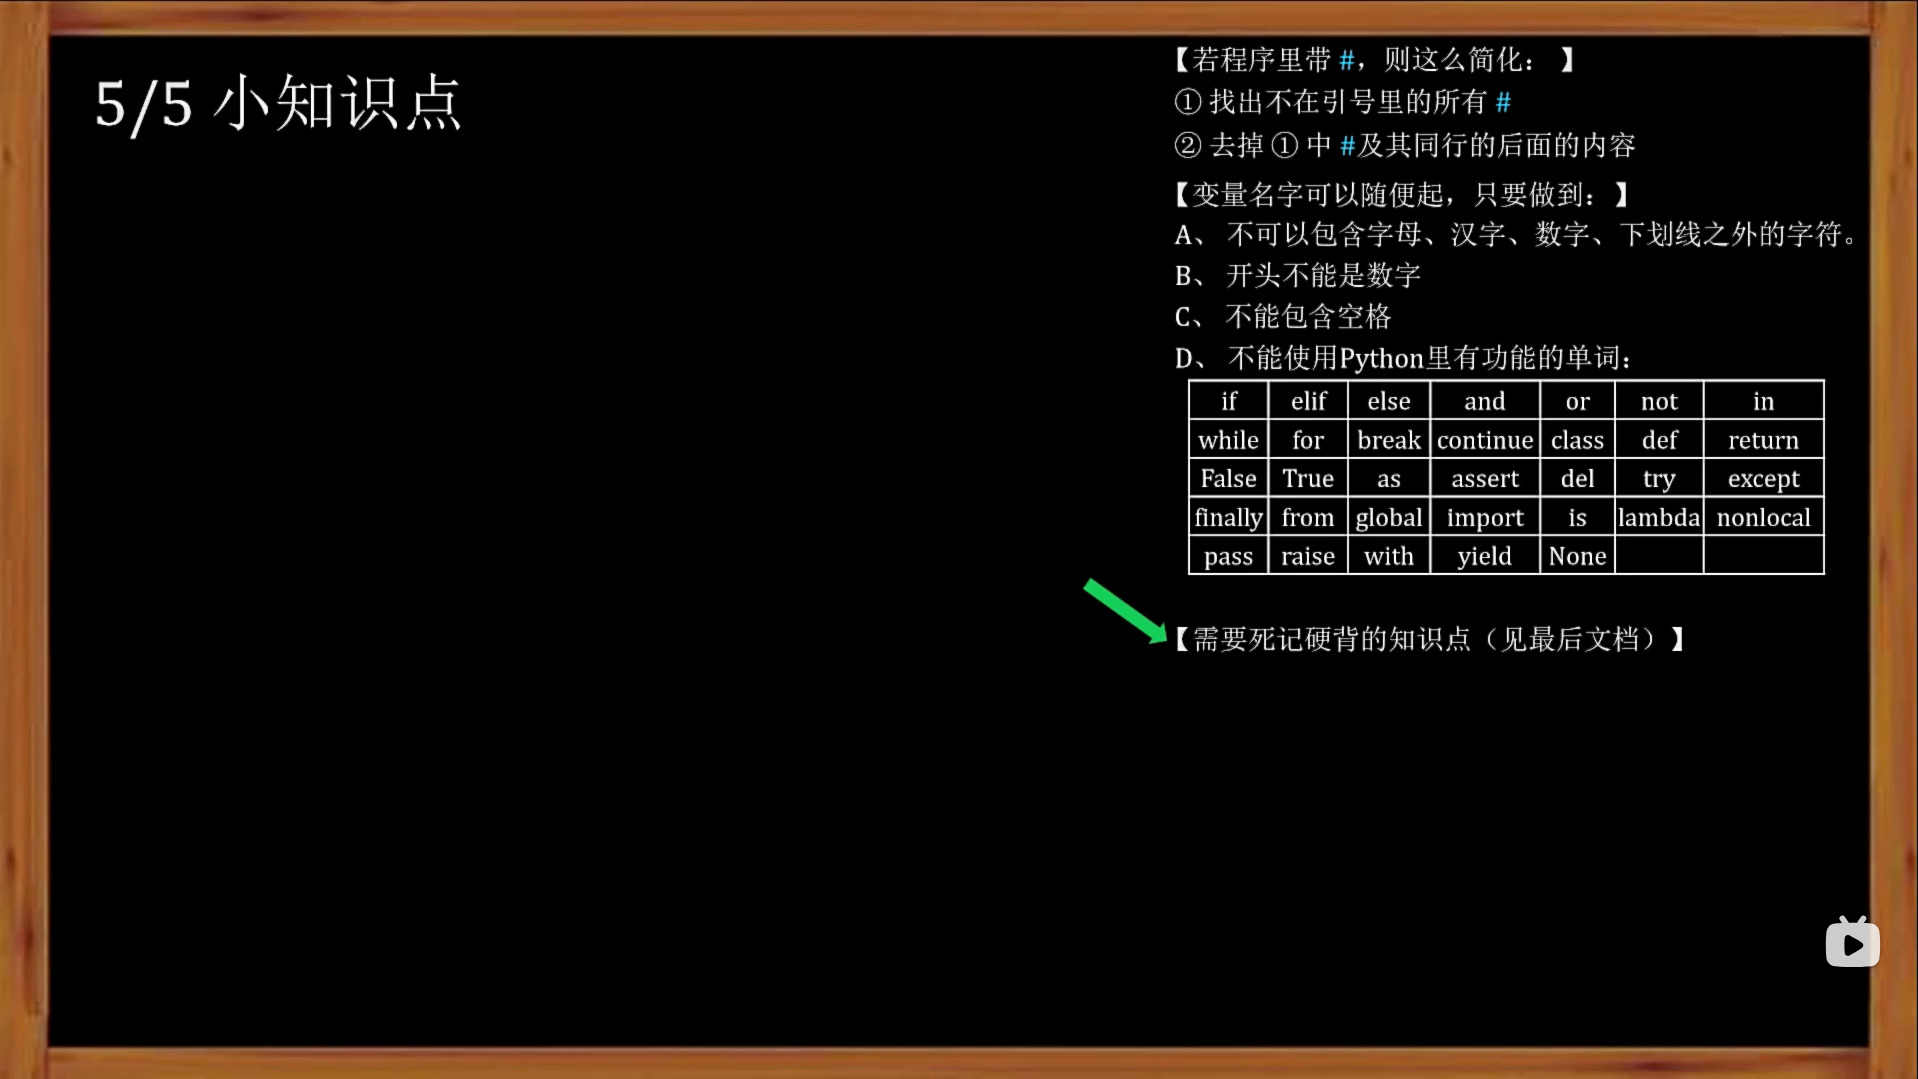 5/5 小知识点
【若程序里带 #，则这么简化： 】
① 找出不在引号里的所有 #
② 去掉 ① 中 #及其同行的后面的内容
【变量名字可以随便起，只要做到：】
A、 不可以包含字母、汉字、数字、下划线之外的字符。
B、 开头不能是数字
C、 不能包含空格
D、 不能使用Python里有功能的单词：
if elif else and or not in
while for break continue class def return
False True as assert del try except
finally from global import is lambda nonlocal
pass raise with yield None
【需要死记硬背的知识点（见最后文档）】